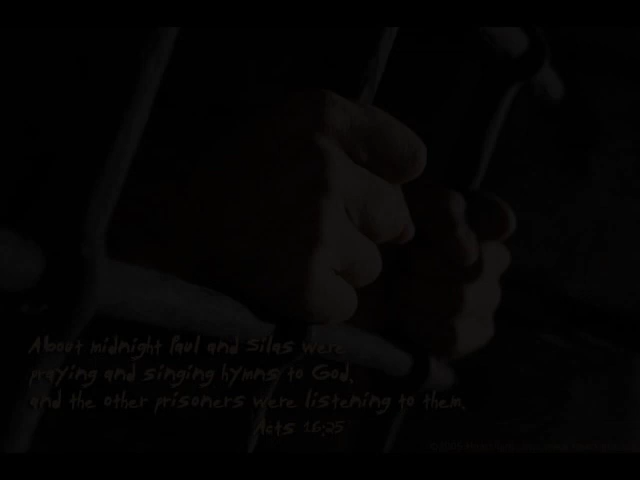 About midnight Paul and Silas were
praying and singing hymns to God,
and the other prisoners were listening to them.
Acts 16:25